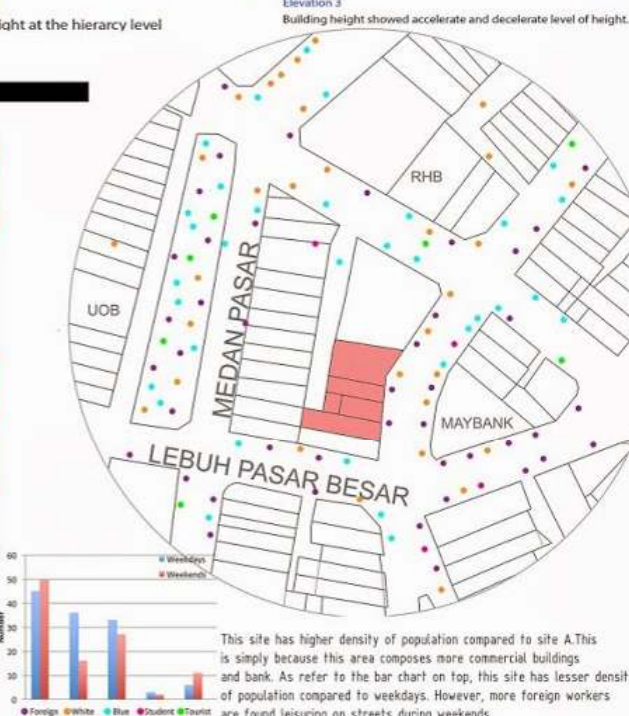 Elevation 3
ight at the hierarcy level
Building height showed accelerate and decelerate level of height.
RHB
UOB
MEDAN PASAR
MAYBANK
LEBUH PASAR BESAR
60
50
40
30
20
10
0
Number
Weekdays
Weekends
Foreign White Blue Student Tourist
This site has higher density of population compared to site A.This
is simply because this area composes more commercial buildings
and bank. As refer to the bar chart on top, this site has lesser densit
of population compared to weekdays. However, more foreign workers
are found leisuring on streets during weekends